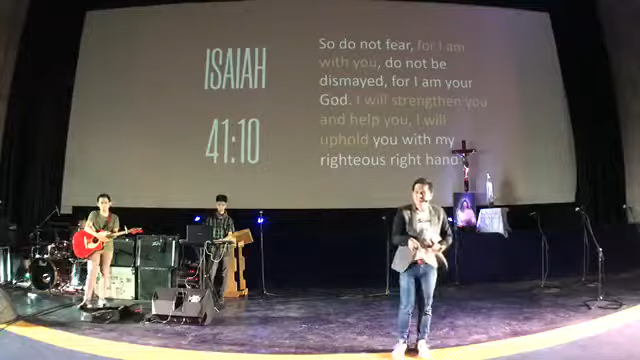 ISAIAH
41:10
So do not fear, for I am
with you, do not be
dismayed, for I am your
God. I will strengthen you
and help you, I will
uphold you with my
righteous right hand.